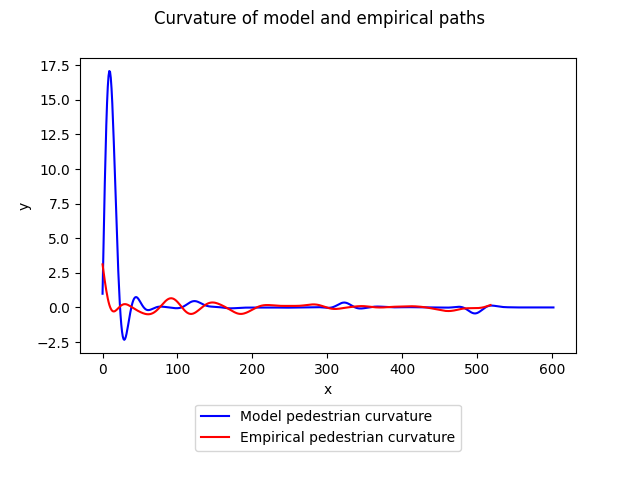 Curvature of model and empirical paths
17.5
15.0
12.5
10.0
7.5
5.0
2.5
0.0
−2.5
y
0 100 200 300 400 500 600
x
Model pedestrian curvature
Empirical pedestrian curvature